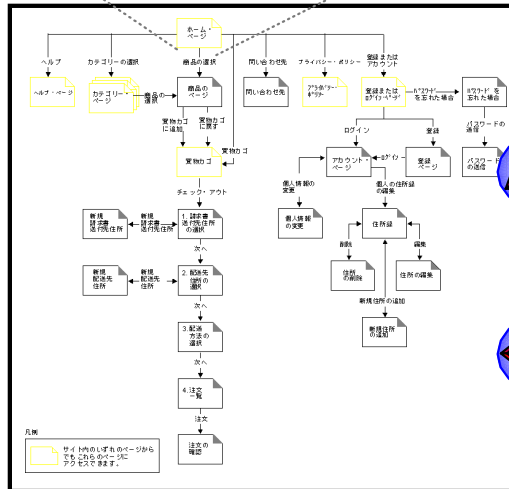 ホーム・
ページ
ヘルプ
カテゴリーの選択
商品の選択
問い合わせ先
プライバシー・ポリシー
登録または
アカウント
ヘルプ・ページ
カテゴリー・
ページ
商品の
選択
商品の
ページ
問い合わせ先
登録または
ログイン・ページ
パスワード
を忘れた場合
パスワード を
忘れた場合
買物カゴ
に追加
買物カゴ
に戻す
買物カゴ
買物カゴ
ログイン
登録
パスワードの
送信
アカウント・
ページ
ログイン
登録
ページ
パスワード
の送信
チェック・アウト
個人情報の
変更
個人の住所録
の編集
新規
請求書
送付先住所
新規
請求書
送付先住所
1. 請求書
送付先住所
の選択
個人情報
の変更
住所録
次へ
削除
編集
新規
配送先
住所
新規
配送先
住所
2. 配送先
住所の
選択
住所
の削除
住所の編集
次へ
新規住所の追加
3. 配送
方法の
選択
新規住所
の追加
次へ
4. 注文
一覧
注文
注文の
確認
凡例
サイト内のいずれのページから
でもこれらのページに
アクセスできます。